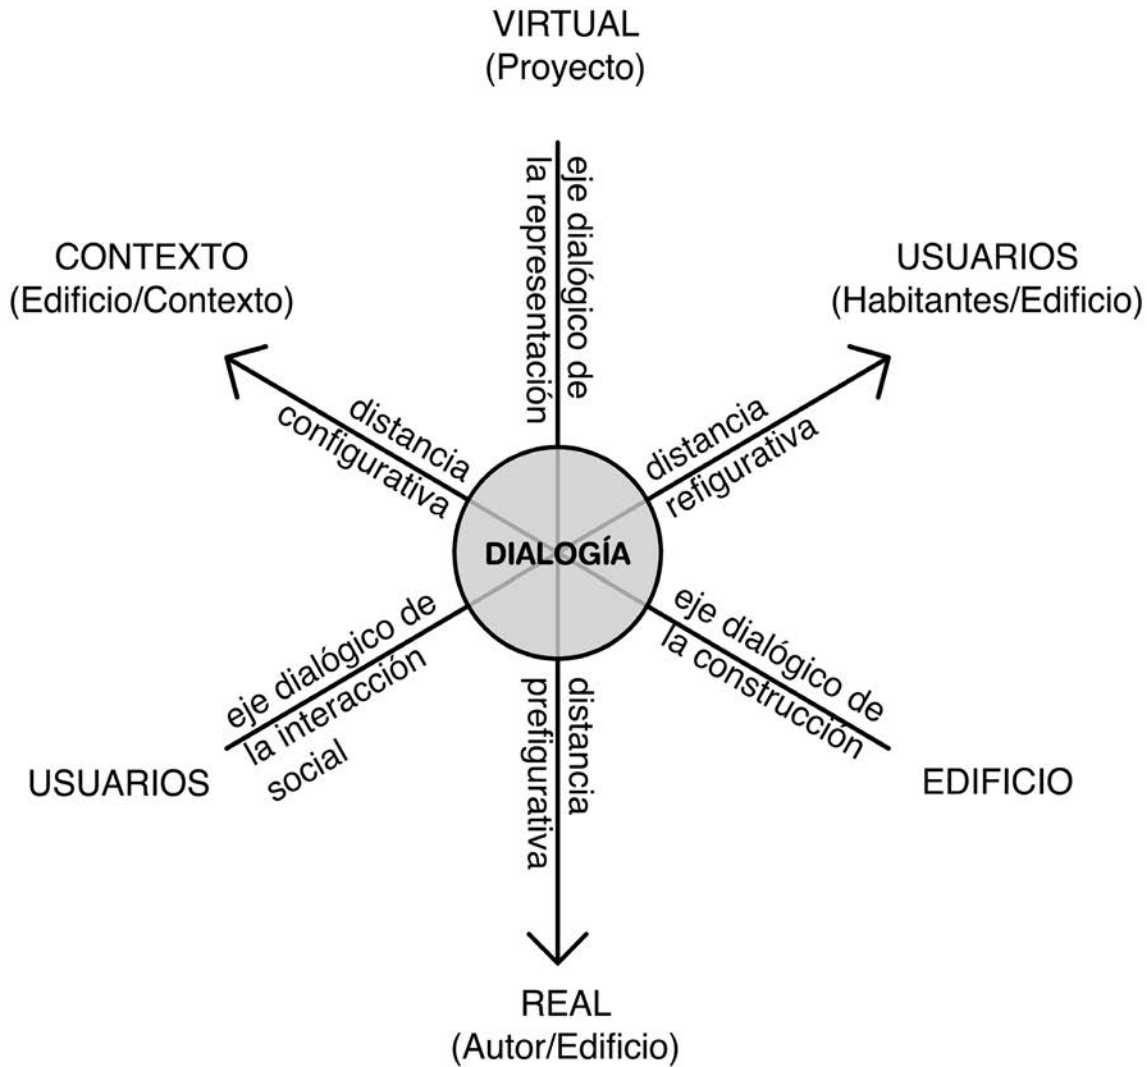 VIRTUAL
(Proyecto)
eje dialógico de
la representación
CONTEXTO
(Edificio/Contexto)
USUARIOS
(Habitantes/Edificio)
distancia
configurativa
distancia
refigurativa
DIALOGÍA
eje dialógico de
la interacción
social
USUARIOS
distancia
prefigurativa
eje dialógico de
la construcción
EDIFICIO
REAL
(Autor/Edificio)